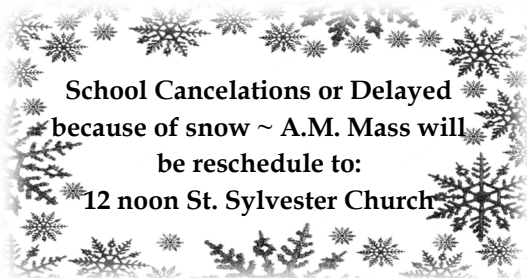 School Cancelations or Delayed
because of snow ~ A.M. Mass will
be reschedule to:
12 noon St. Sylvester Church